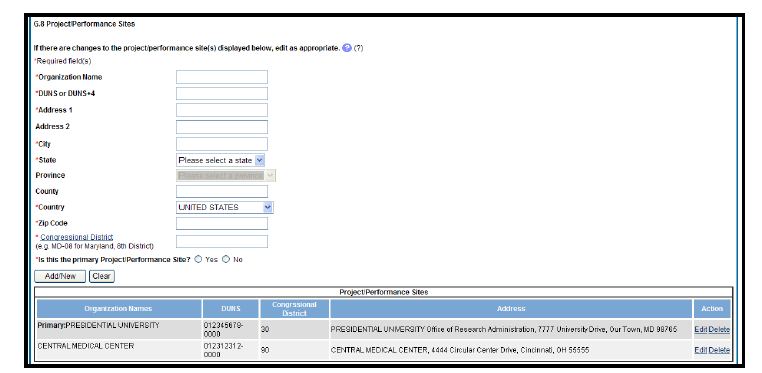 G.8 Project/Performance Sites
If there are changes to the project/performance site(s) displayed below, edit as appropriate. ? (?)
*Required field(s)
*Organization Name
*DUNS or DUNS+4
*Address 1
Address 2
*City
*State Please select a state
Province Please select a province
County
*Country UNITED STATES
*Zip Code
* Congressional District
(e.g. MD-08 for Maryland, 8th District)
*Is this the primary Project/Performance Site? Yes No
Add/New Clear
Project/Performance Sites
Organization Names DUNS Congrssional District Address Action
Primary:PRESIDENTIAL UNIVERSITY 012345678-0000 30 PRESIDENTIAL UNIVERSITY Office of Research Administration, 7777 University Drive, Our Town, MD 98765 Edit Delete
CENTRAL MEDICAL CENTER 012312312-0000 90 CENTRAL MEDICAL CENTER, 4444 Circular Center Drive, Cincinnati, OH 55555 Edit Delete